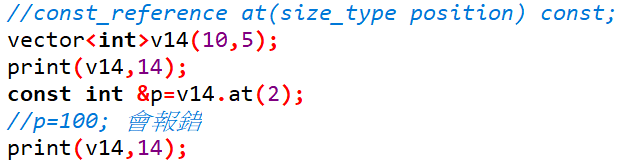 //const_reference at(size_type position) const;
vector<int>v14(10,5);
print(v14,14);
const int &p=v14.at(2);
//p=100; 會報錯
print(v14,14);